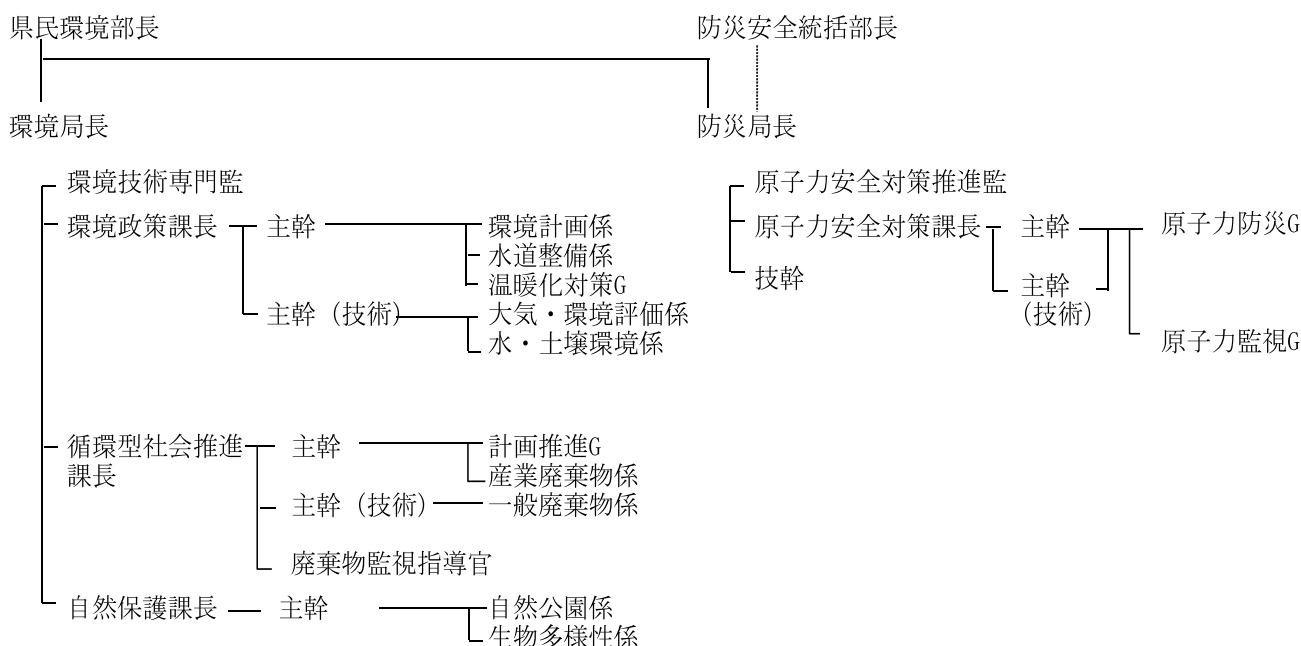 県民環境部長 防災安全統括部長
環境局長 防災局長
環境技術専門監 原子力安全対策推進監
環境政策課長 主幹 環境計画係 原子力安全対策課長 主幹 原子力防災G
水道整備係
温暖化対策G 技幹 主幹
主幹（技術） 大気・環境評価係 (技術)
水・土壌環境係 原子力監視G
循環型社会推進 主幹 計画推進G
課長 産業廃棄物係
主幹（技術） 一般廃棄物係
廃棄物監視指導官
自然保護課長 主幹 自然公園係
生物多様性係